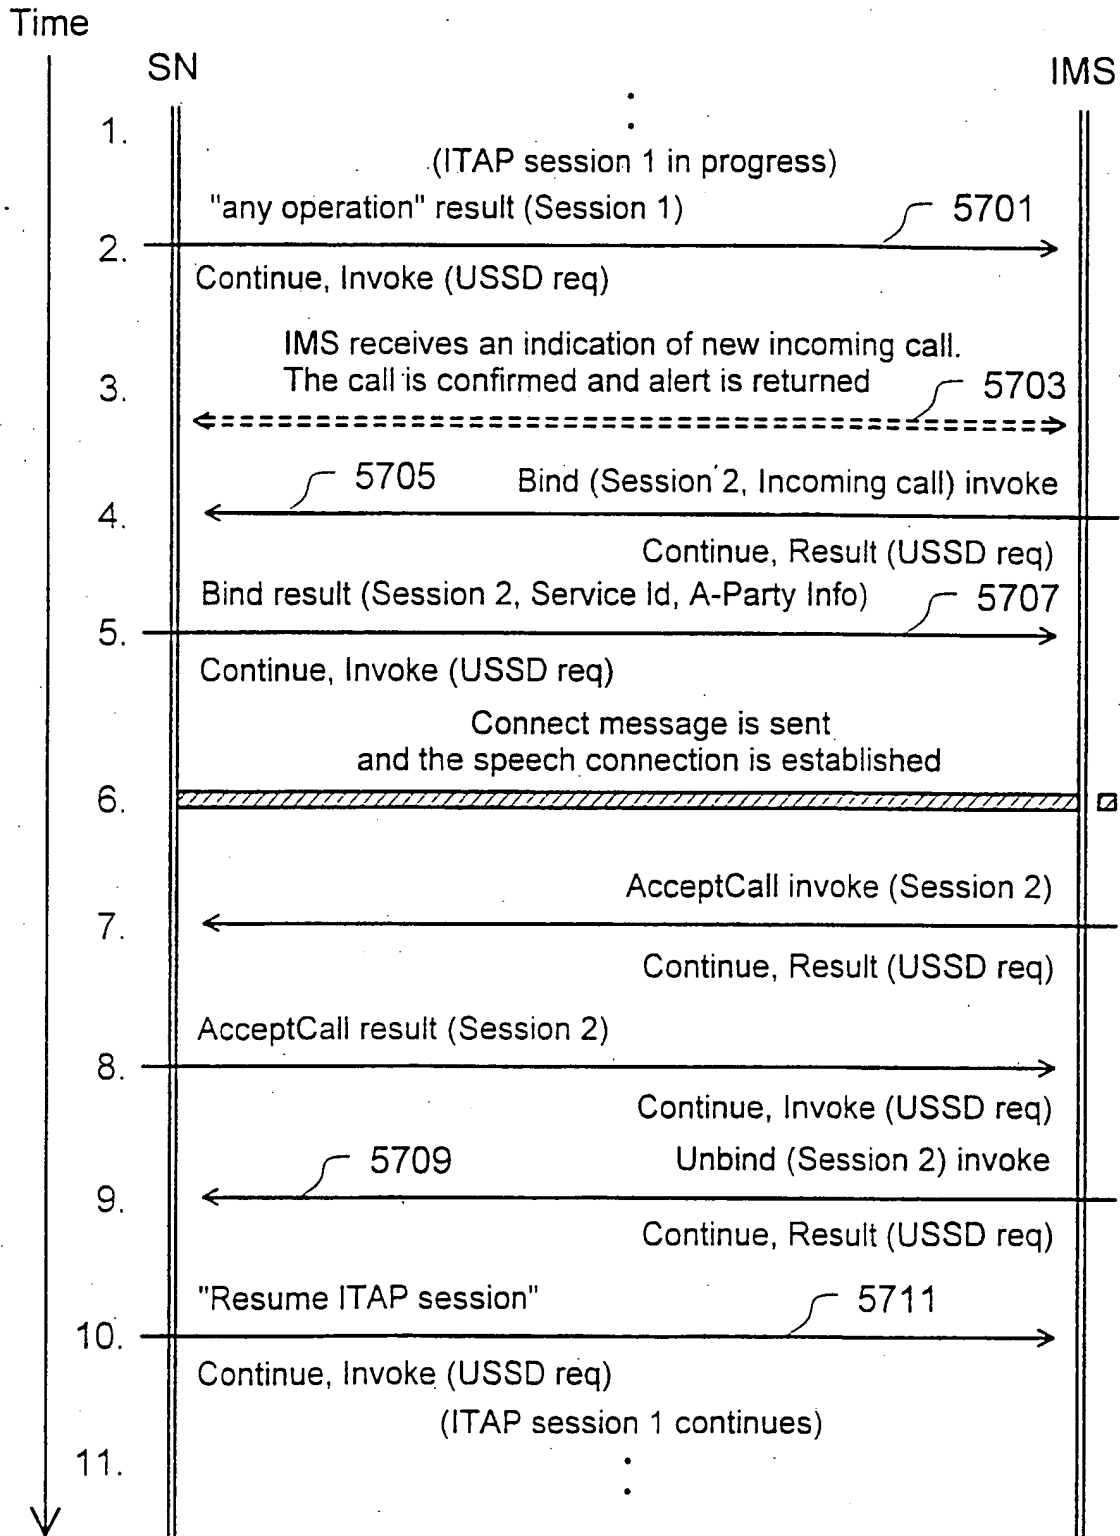 Time
SN
IMS
1.
(ITAP session 1 in progress)
"any operation" result (Session 1)
5701
2.
Continue, Invoke (USSD req)
IMS receives an indication of new incoming call.
The call is confirmed and alert is returned
5703
3.
5705
Bind (Session 2, Incoming call) invoke
4.
Continue, Result (USSD req)
Bind result (Session 2, Service Id, A-Party Info)
5707
5.
Continue, Invoke (USSD req)
Connect message is sent
and the speech connection is established
6.
AcceptCall invoke (Session 2)
7.
Continue, Result (USSD req)
AcceptCall result (Session 2)
8.
Continue, Invoke (USSD req)
5709
Unbind (Session 2) invoke
9.
Continue, Result (USSD req)
"Resume ITAP session"
5711
10.
Continue, Invoke (USSD req)
(ITAP session 1 continues)
11.